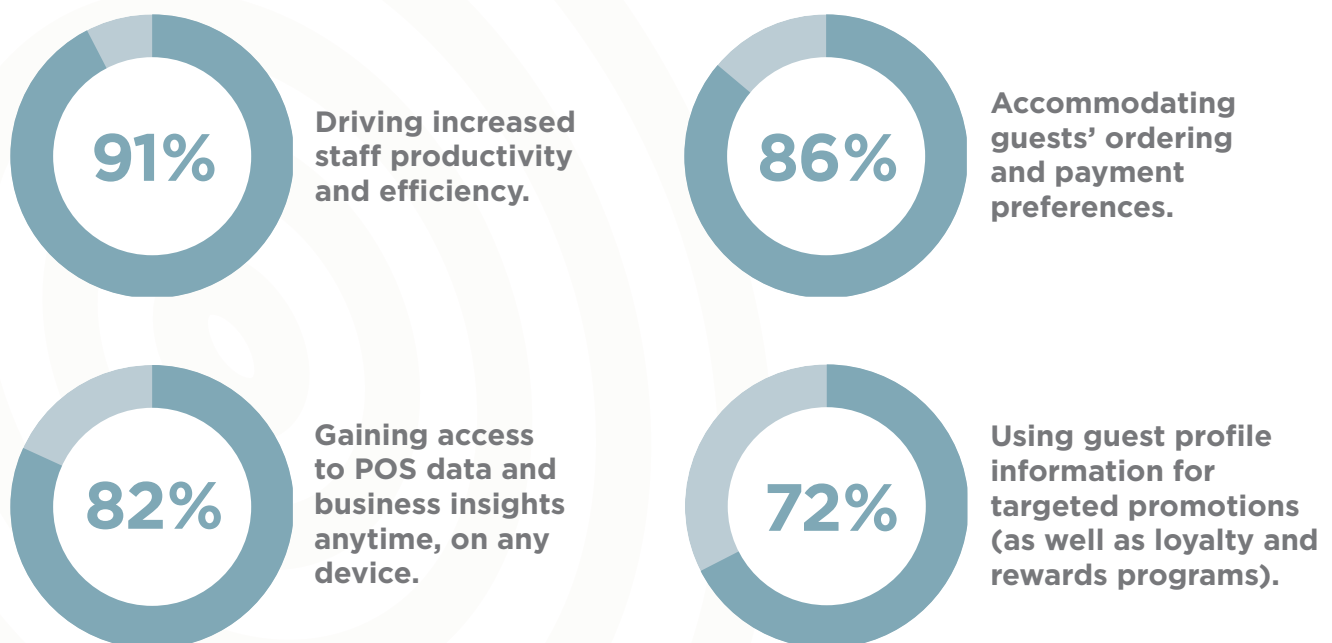 91%
Driving increased
staff productivity
and efficiency.
86%
Accommodating
guests’ ordering
and payment
preferences.
82%
Gaining access
to POS data and
business insights
anytime, on any
device.
72%
Using guest profile
information for
targeted promotions
(as well as loyalty and
rewards programs).